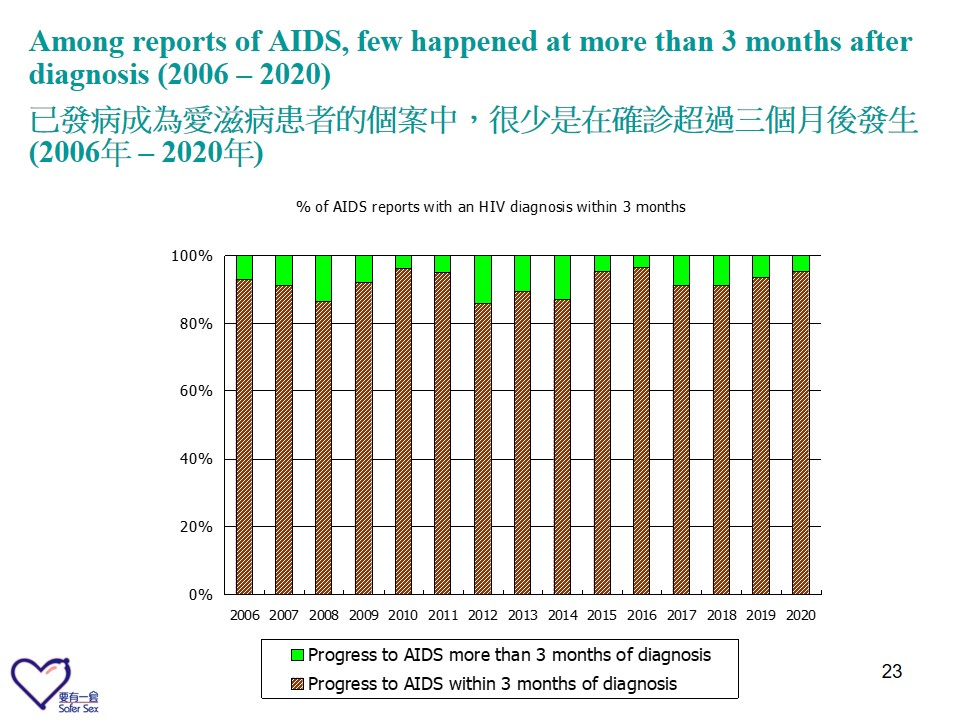 Among reports of AIDS, few happened at more than 3 months after
diagnosis (2006 – 2020)
已發病成為愛滋病患者的個案中，很少是在確診超過三個月後發生
(2006年 – 2020年)
% of AIDS reports with an HIV diagnosis within 3 months
100%
80%
60%
40%
20%
0%
2006 2007 2008 2009 2010 2011 2012 2013 2014 2015 2016 2017 2018 2019 2020
Progress to AIDS more than 3 months of diagnosis
Progress to AIDS within 3 months of diagnosis
要有一套
Safer Sex
23